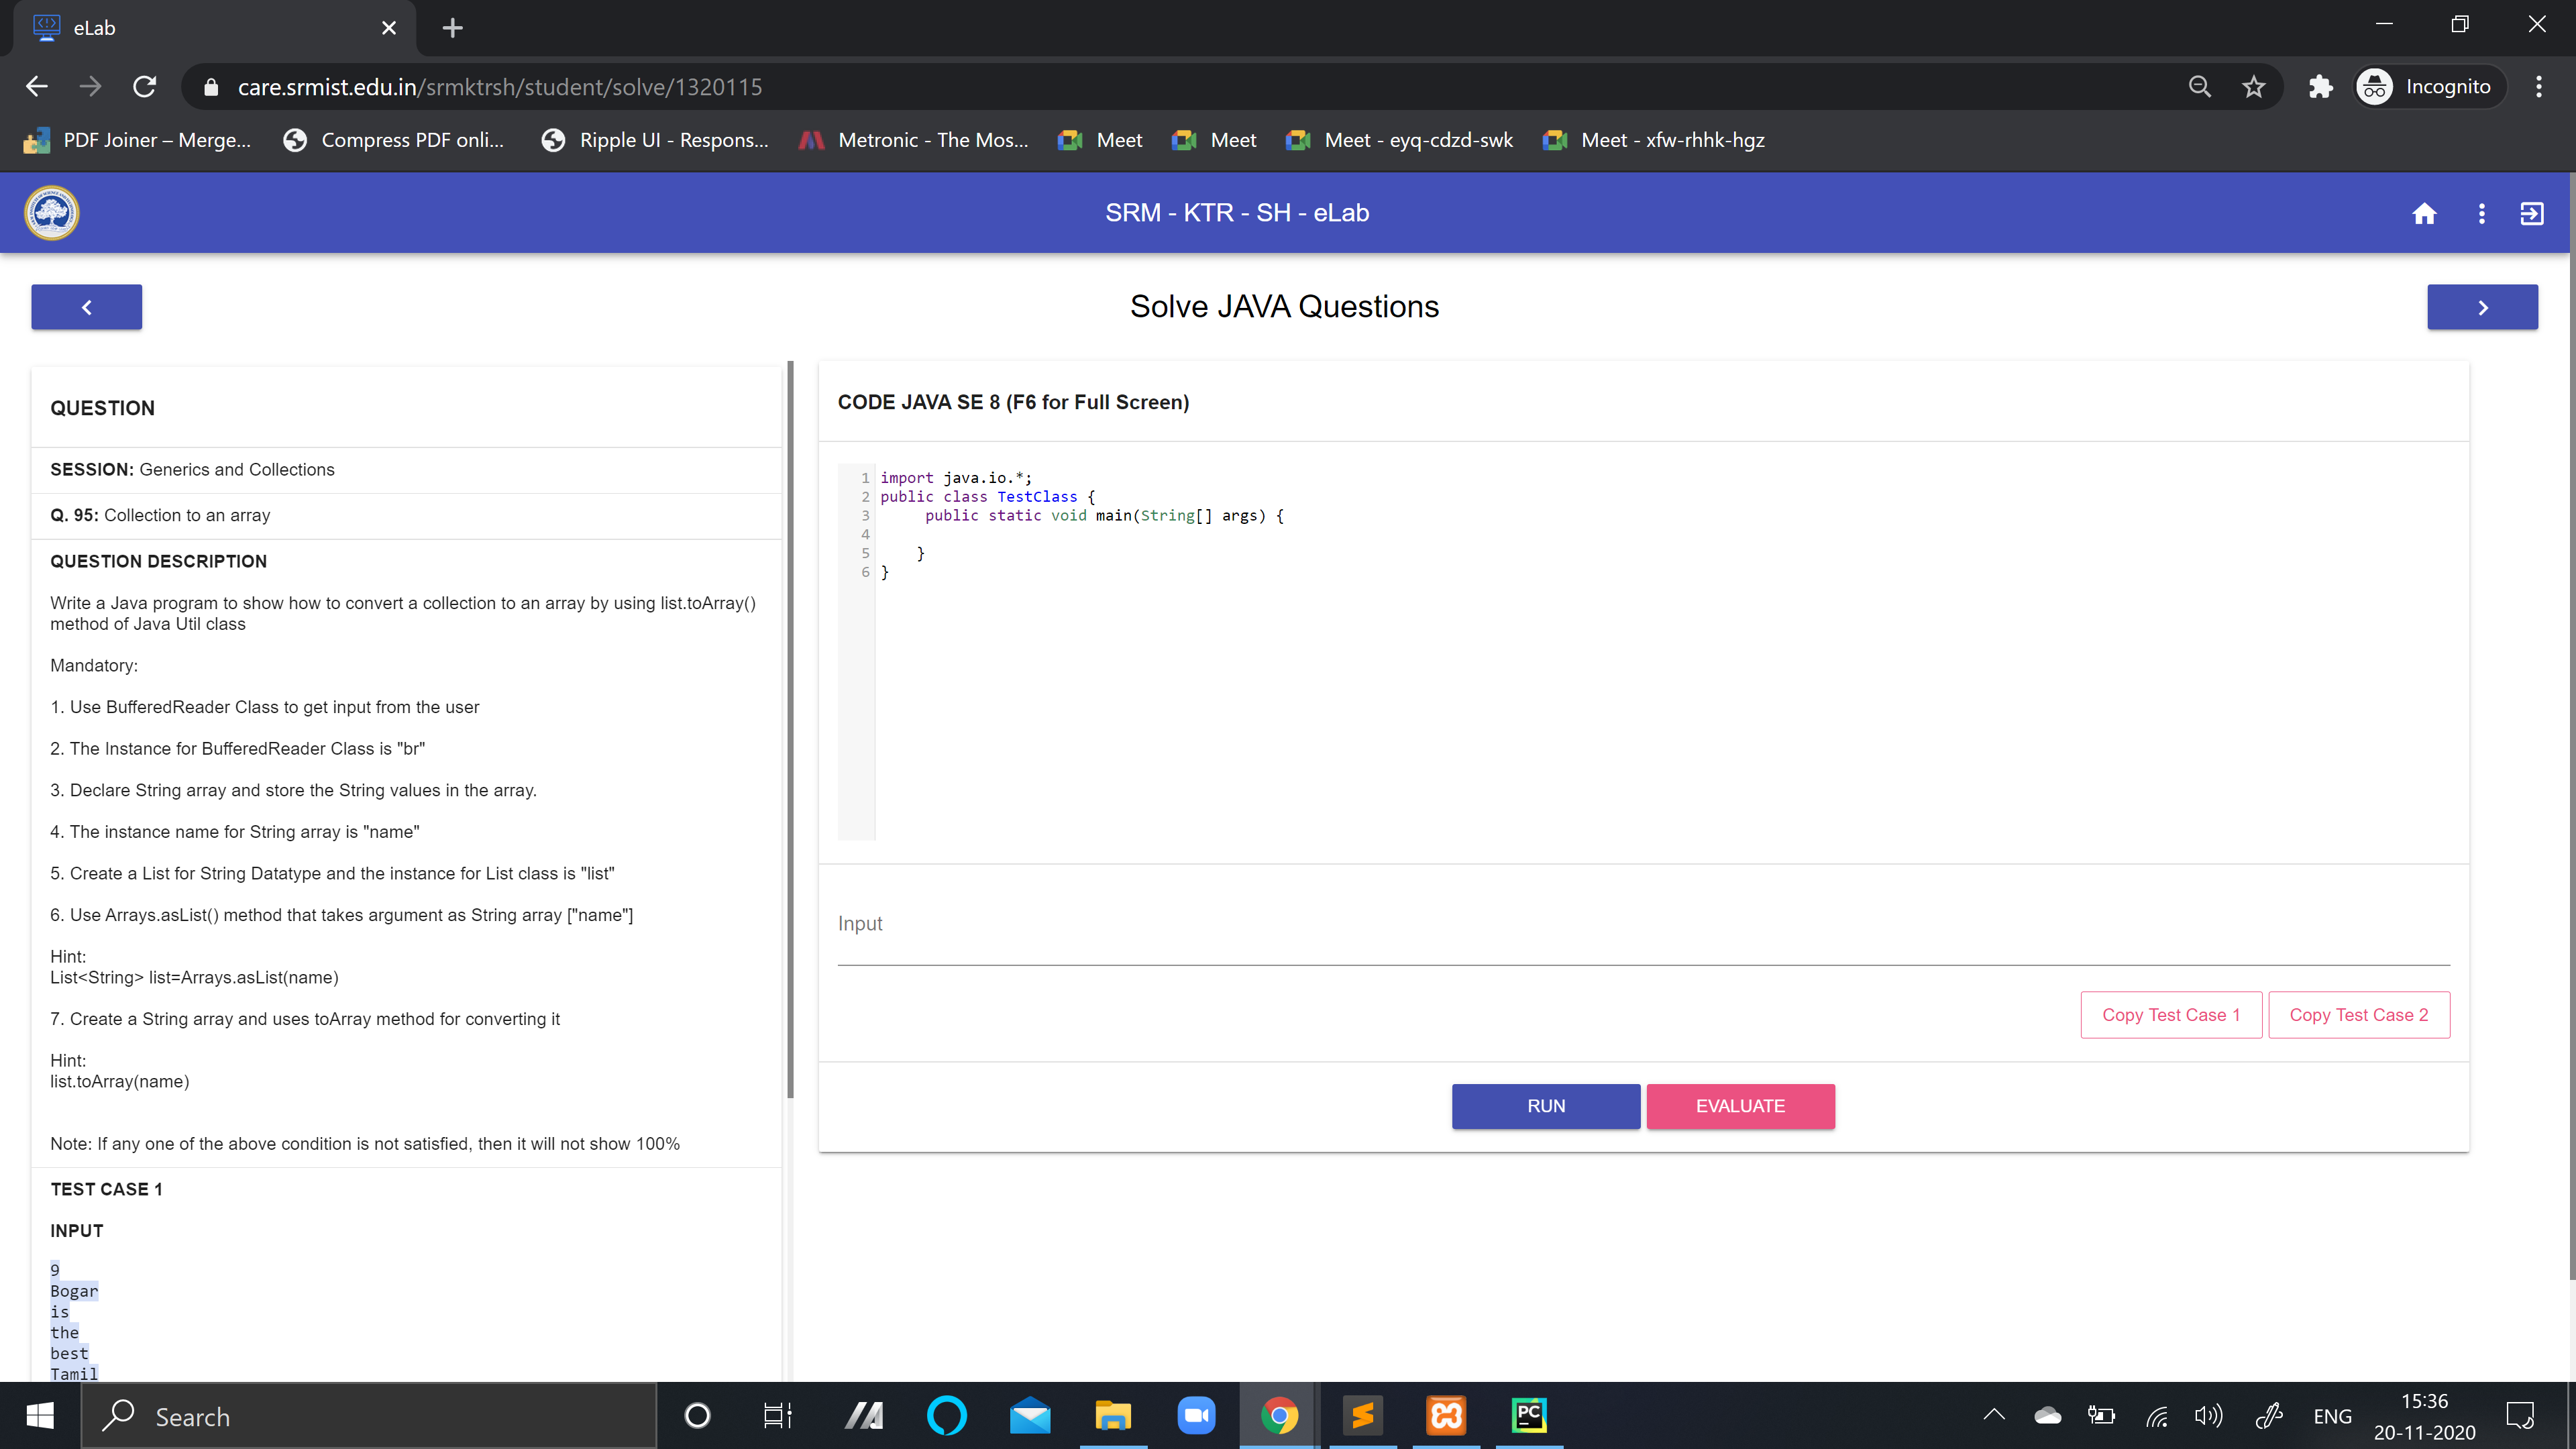 eLab
care.srmist.edu.in/srmktrsh/student/solve/1320115
Incognito
PDF Joiner – Merge...
Compress PDF onli...
Ripple UI - Respons...
Metronic - The Mos...
Meet
Meet
Meet - eyq-cdzd-swk
Meet - xfw-rhhk-hgz
SRM - KTR - SH - eLab
Solve JAVA Questions
QUESTION
SESSION: Generics and Collections
Q. 95: Collection to an array
QUESTION DESCRIPTION
Write a Java program to show how to convert a collection to an array by using list.toArray()
method of Java Util class
Mandatory:
1. Use BufferedReader Class to get input from the user
2. The Instance for BufferedReader Class is "br"
3. Declare String array and store the String values in the array.
4. The instance name for String array is "name"
5. Create a List for String Datatype and the instance for List class is "list"
6. Use Arrays.asList() method that takes argument as String array ["name"]
Hint:
List<String> list=Arrays.asList(name)
7. Create a String array and uses toArray method for converting it
Hint:
list.toArray(name)
Note: If any one of the above condition is not satisfied, then it will not show 100%
TEST CASE 1
INPUT
9
Bogar
is
the
best
Tamil
CODE JAVA SE 8 (F6 for Full Screen)
1 import java.io.*;
2 public class TestClass {
3 public static void main(String[] args) {
4
5 }
6 }
Input
Copy Test Case 1
Copy Test Case 2
RUN
EVALUATE
Search
PC
ENG
15:36
20-11-2020